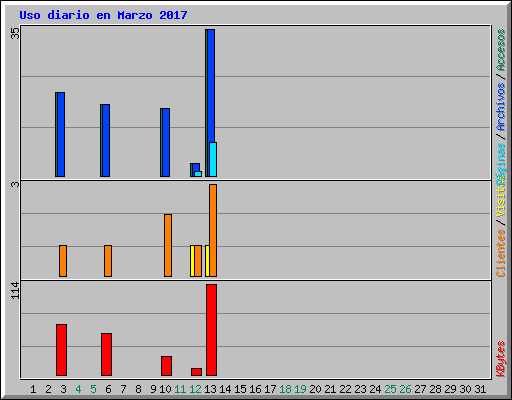 Uso diario en Marzo 2017
35
3
114
KBytes
Clientes / Visitas
Páginas / Archivos / Accesos
1 2 3 4 5 6 7 8 9 10 11 12 13 14 15 16 17 18 19 20 21 22 23 24 25 26 27 28 29 30 31